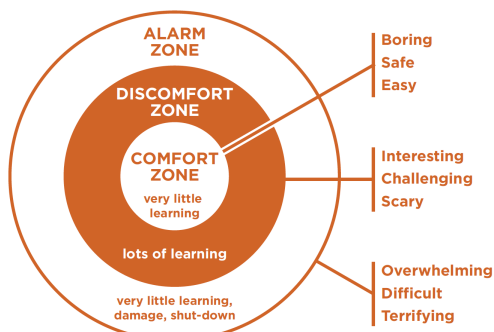 ALARM
ZONE
DISCOMFORT
ZONE
COMFORT
ZONE
very little
learning
lots of learning
very little learning,
damage, shut-down
Boring
Safe
Easy
Interesting
Challenging
Scary
Overwhelming
Difficult
Terrifying